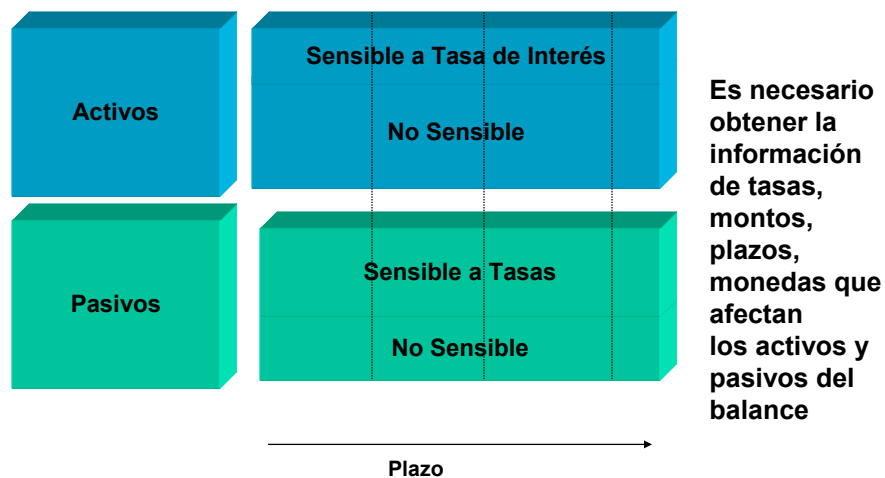 Activos
Sensible a Tasa de Interés
No Sensible
Pasivos
Sensible a Tasas
No Sensible
Es necesario
obtener la
información
de tasas,
montos,
plazos,
monedas que
afectan
los activos y
pasivos del
balance
Plazo